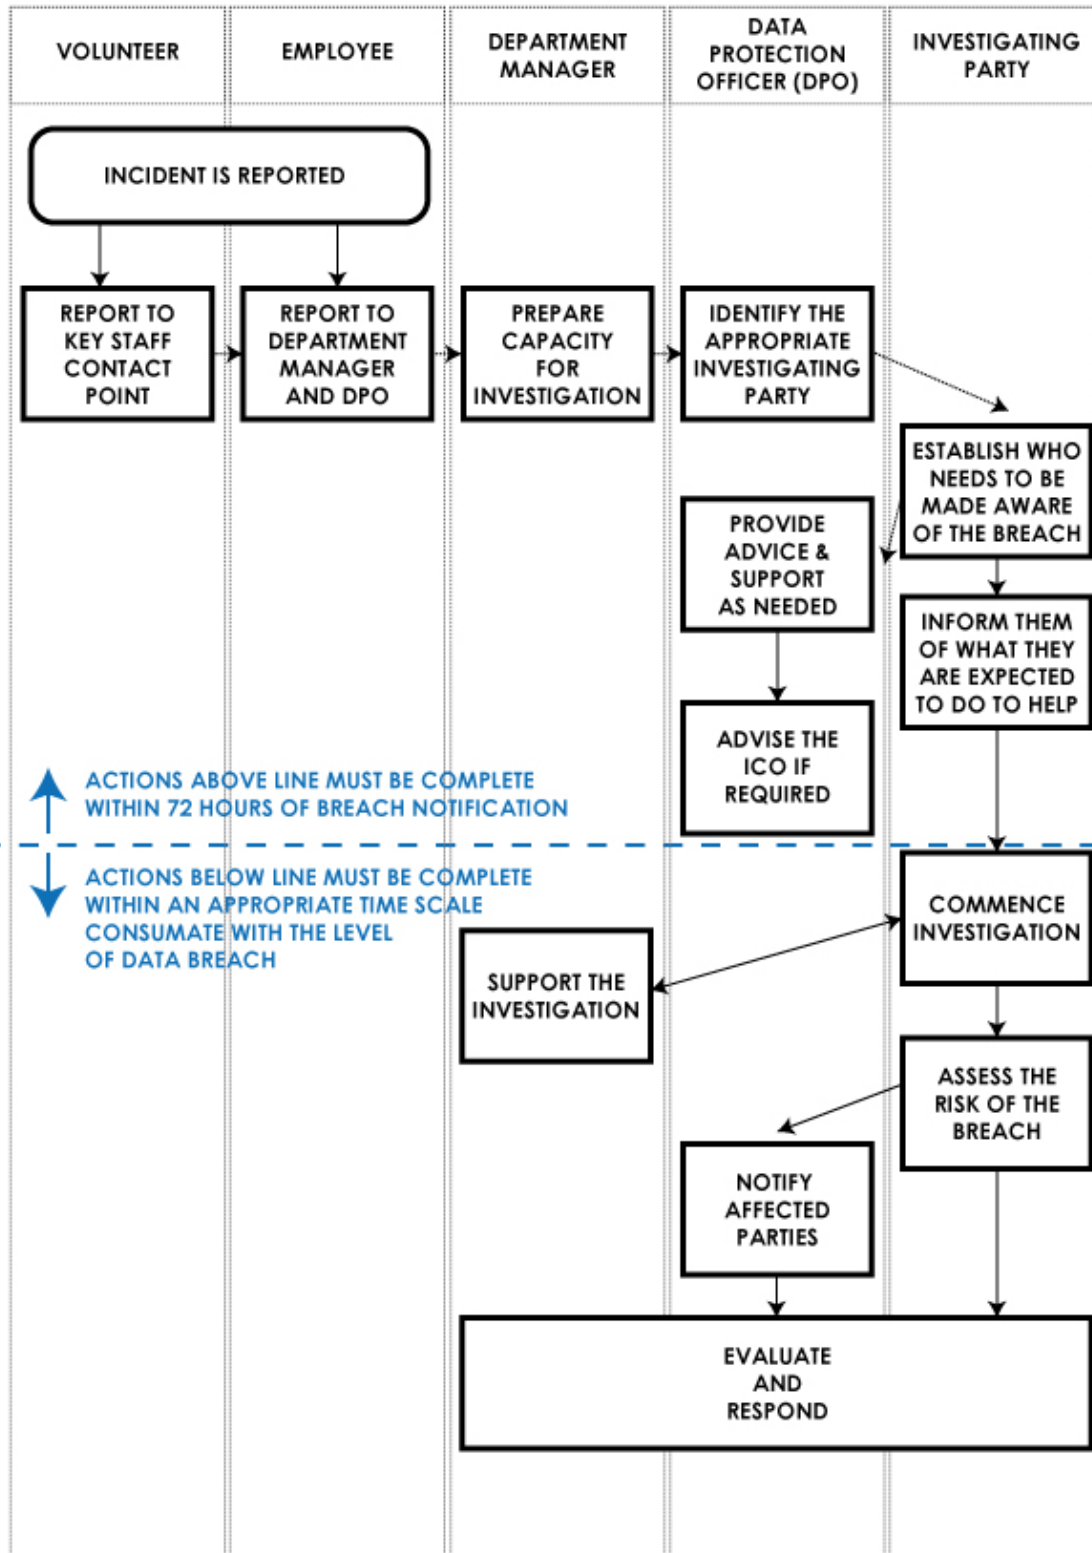 VOLUNTEER
EMPLOYEE
DEPARTMENT
MANAGER
DATA
PROTECTION
OFFICER (DPO)
INVESTIGATING
PARTY
INCIDENT IS REPORTED
REPORT TO
KEY STAFF
CONTACT
POINT
REPORT TO
DEPARTMENT
MANAGER
AND DPO
PREPARE
CAPACITY
FOR
INVESTIGATION
IDENTIFY THE
APPROPRIATE
INVESTIGATING
PARTY
ESTABLISH WHO
NEEDS TO BE
MADE AWARE
OF THE BREACH
PROVIDE
ADVICE &
SUPPORT
AS NEEDED
INFORM THEM
OF WHAT THEY
ARE EXPECTED
TO DO TO HELP
ADVISE THE
ICO IF
REQUIRED
ACTIONS ABOVE LINE MUST BE COMPLETE
WITHIN 72 HOURS OF BREACH NOTIFICATION
ACTIONS BELOW LINE MUST BE COMPLETE
WITHIN AN APPROPRIATE TIME SCALE
CONSUMATE WITH THE LEVEL
OF DATA BREACH
COMMENCE
INVESTIGATION
SUPPORT THE
INVESTIGATION
ASSESS THE
RISK OF THE
BREACH
NOTIFY
AFFECTED
PARTIES
EVALUATE
AND
RESPOND